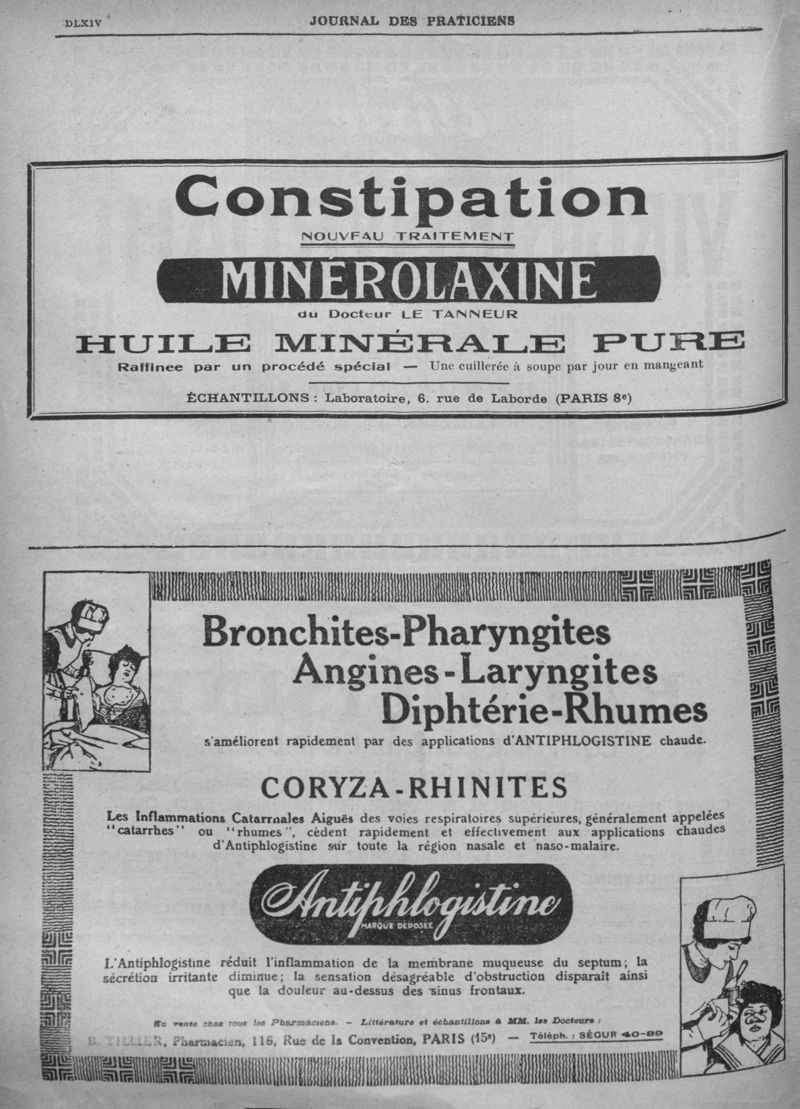 DLXIV
JOURNAL DES PRATICIENS
Constipation
NOUVFAU TRAITEMENT
MINÉROLAXINE
du Docteur LE TANNEUR
HUILE MINÉRALE PURE
Raffinee par un procédé spécial — Une cuillerée à soupe par jour en mangeant
ÉCHANTILLONS : Laboratoire, 6. rue de Laborde (PARIS 8e)
Bronchites-Pharyngites
Angines-Laryngites
Diphtérie-Rhumes
s'améliorent rapidement par des applications d'ANTIPHLOGISTINE chaude.
CORYZA-RHINITES
Les Inflammations Catarrnales Aiguës des voies respiratoires supérieures, généralement appelées
"catarrhes" ou "rhumes", cèdent rapidement et effectivement aux applications chaudes
d'Antiphlogistine sur toute la région nasale et naso-malaire.
Antiphlogistine
MARQUE DÉPOSÉE
L'Antiphlogistine réduit l'inflammation de la membrane muqueuse du septum; la
sécrétion irritante diminue; la sensation désagréable d'obstruction disparaît ainsi
que la douleur au-dessus des sinus frontaux.
En vente chez tous les Pharmaciens. – Littérature et échantillons à MM. les Docteurs :
B. TILLIER, Pharmacien, 116, Rue de la Convention, PARIS (15e) — Téléph. : SÉGUR 40-89